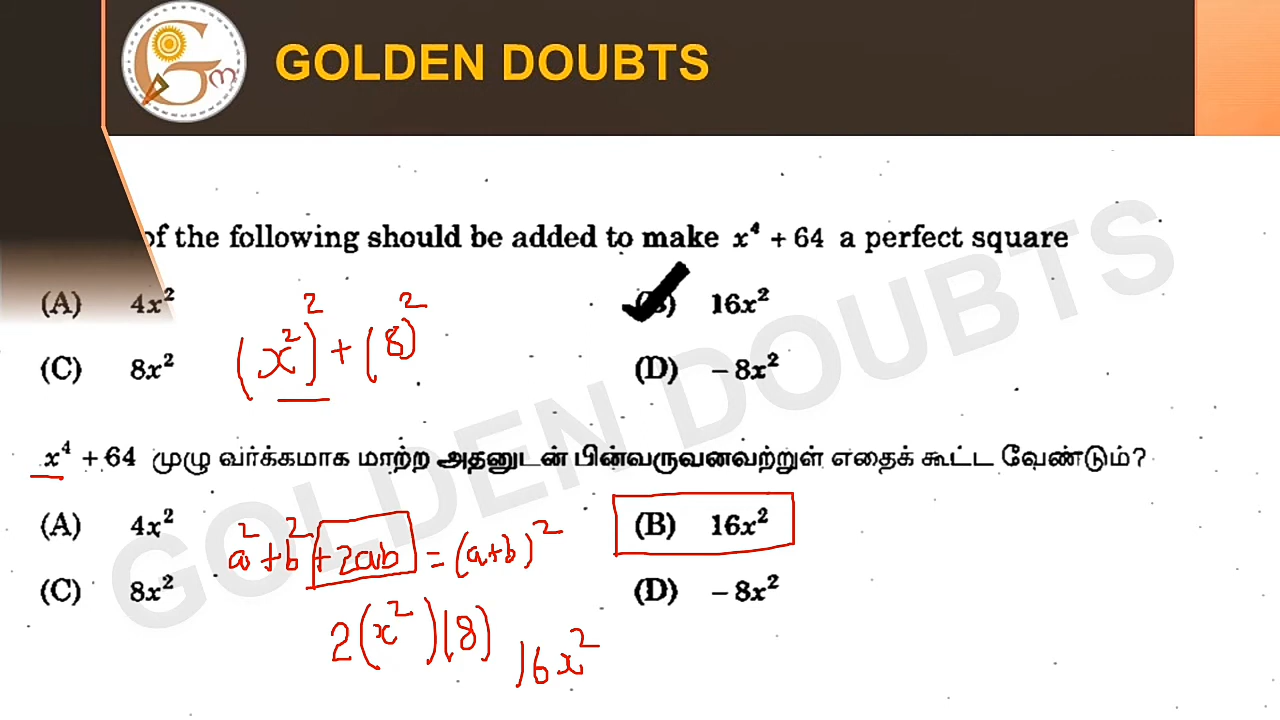 GOLDEN DOUBTS
of the following should be added to make x⁴ + 64 a perfect square
(A) 4x² (B) 16x²
(x²)² + (8)²
(C) 8x² (D) – 8x²
x⁴ + 64 முழு வர்க்கமாக மாற்ற அதனுடன் பின்வருவனவற்றுள் எதைக் கூட்ட வேண்டும்?
(A) 4x² (B) 16x²
a² + b² + 2ab = (a+b)²
(C) 8x² (D) – 8x²
2(x²)(8) 16x²
GOLDEN DOUBTS